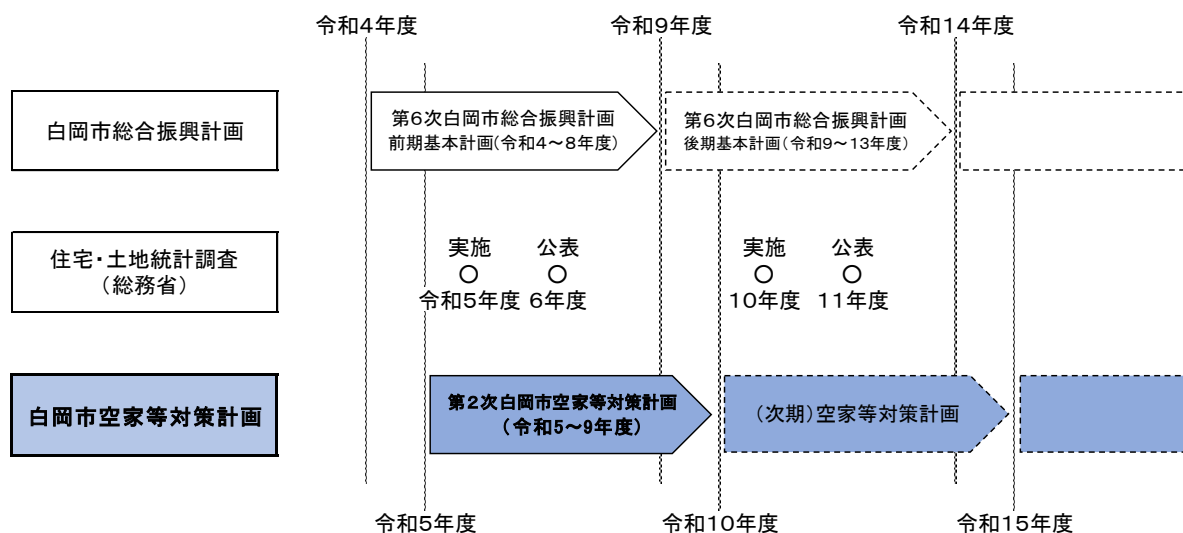 令和4年度
令和9年度
令和14年度
白岡市総合振興計画
第6次白岡市総合振興計画
前期基本計画(令和4～8年度)
第6次白岡市総合振興計画
後期基本計画(令和9～13年度)
住宅・土地統計調査
(総務省)
実施
○
令和5年度
公表
○
6年度
実施
○
10年度
公表
○
11年度
白岡市空家等対策計画
第2次白岡市空家等対策計画
(令和5～9年度)
(次期)空家等対策計画
令和5年度
令和10年度
令和15年度